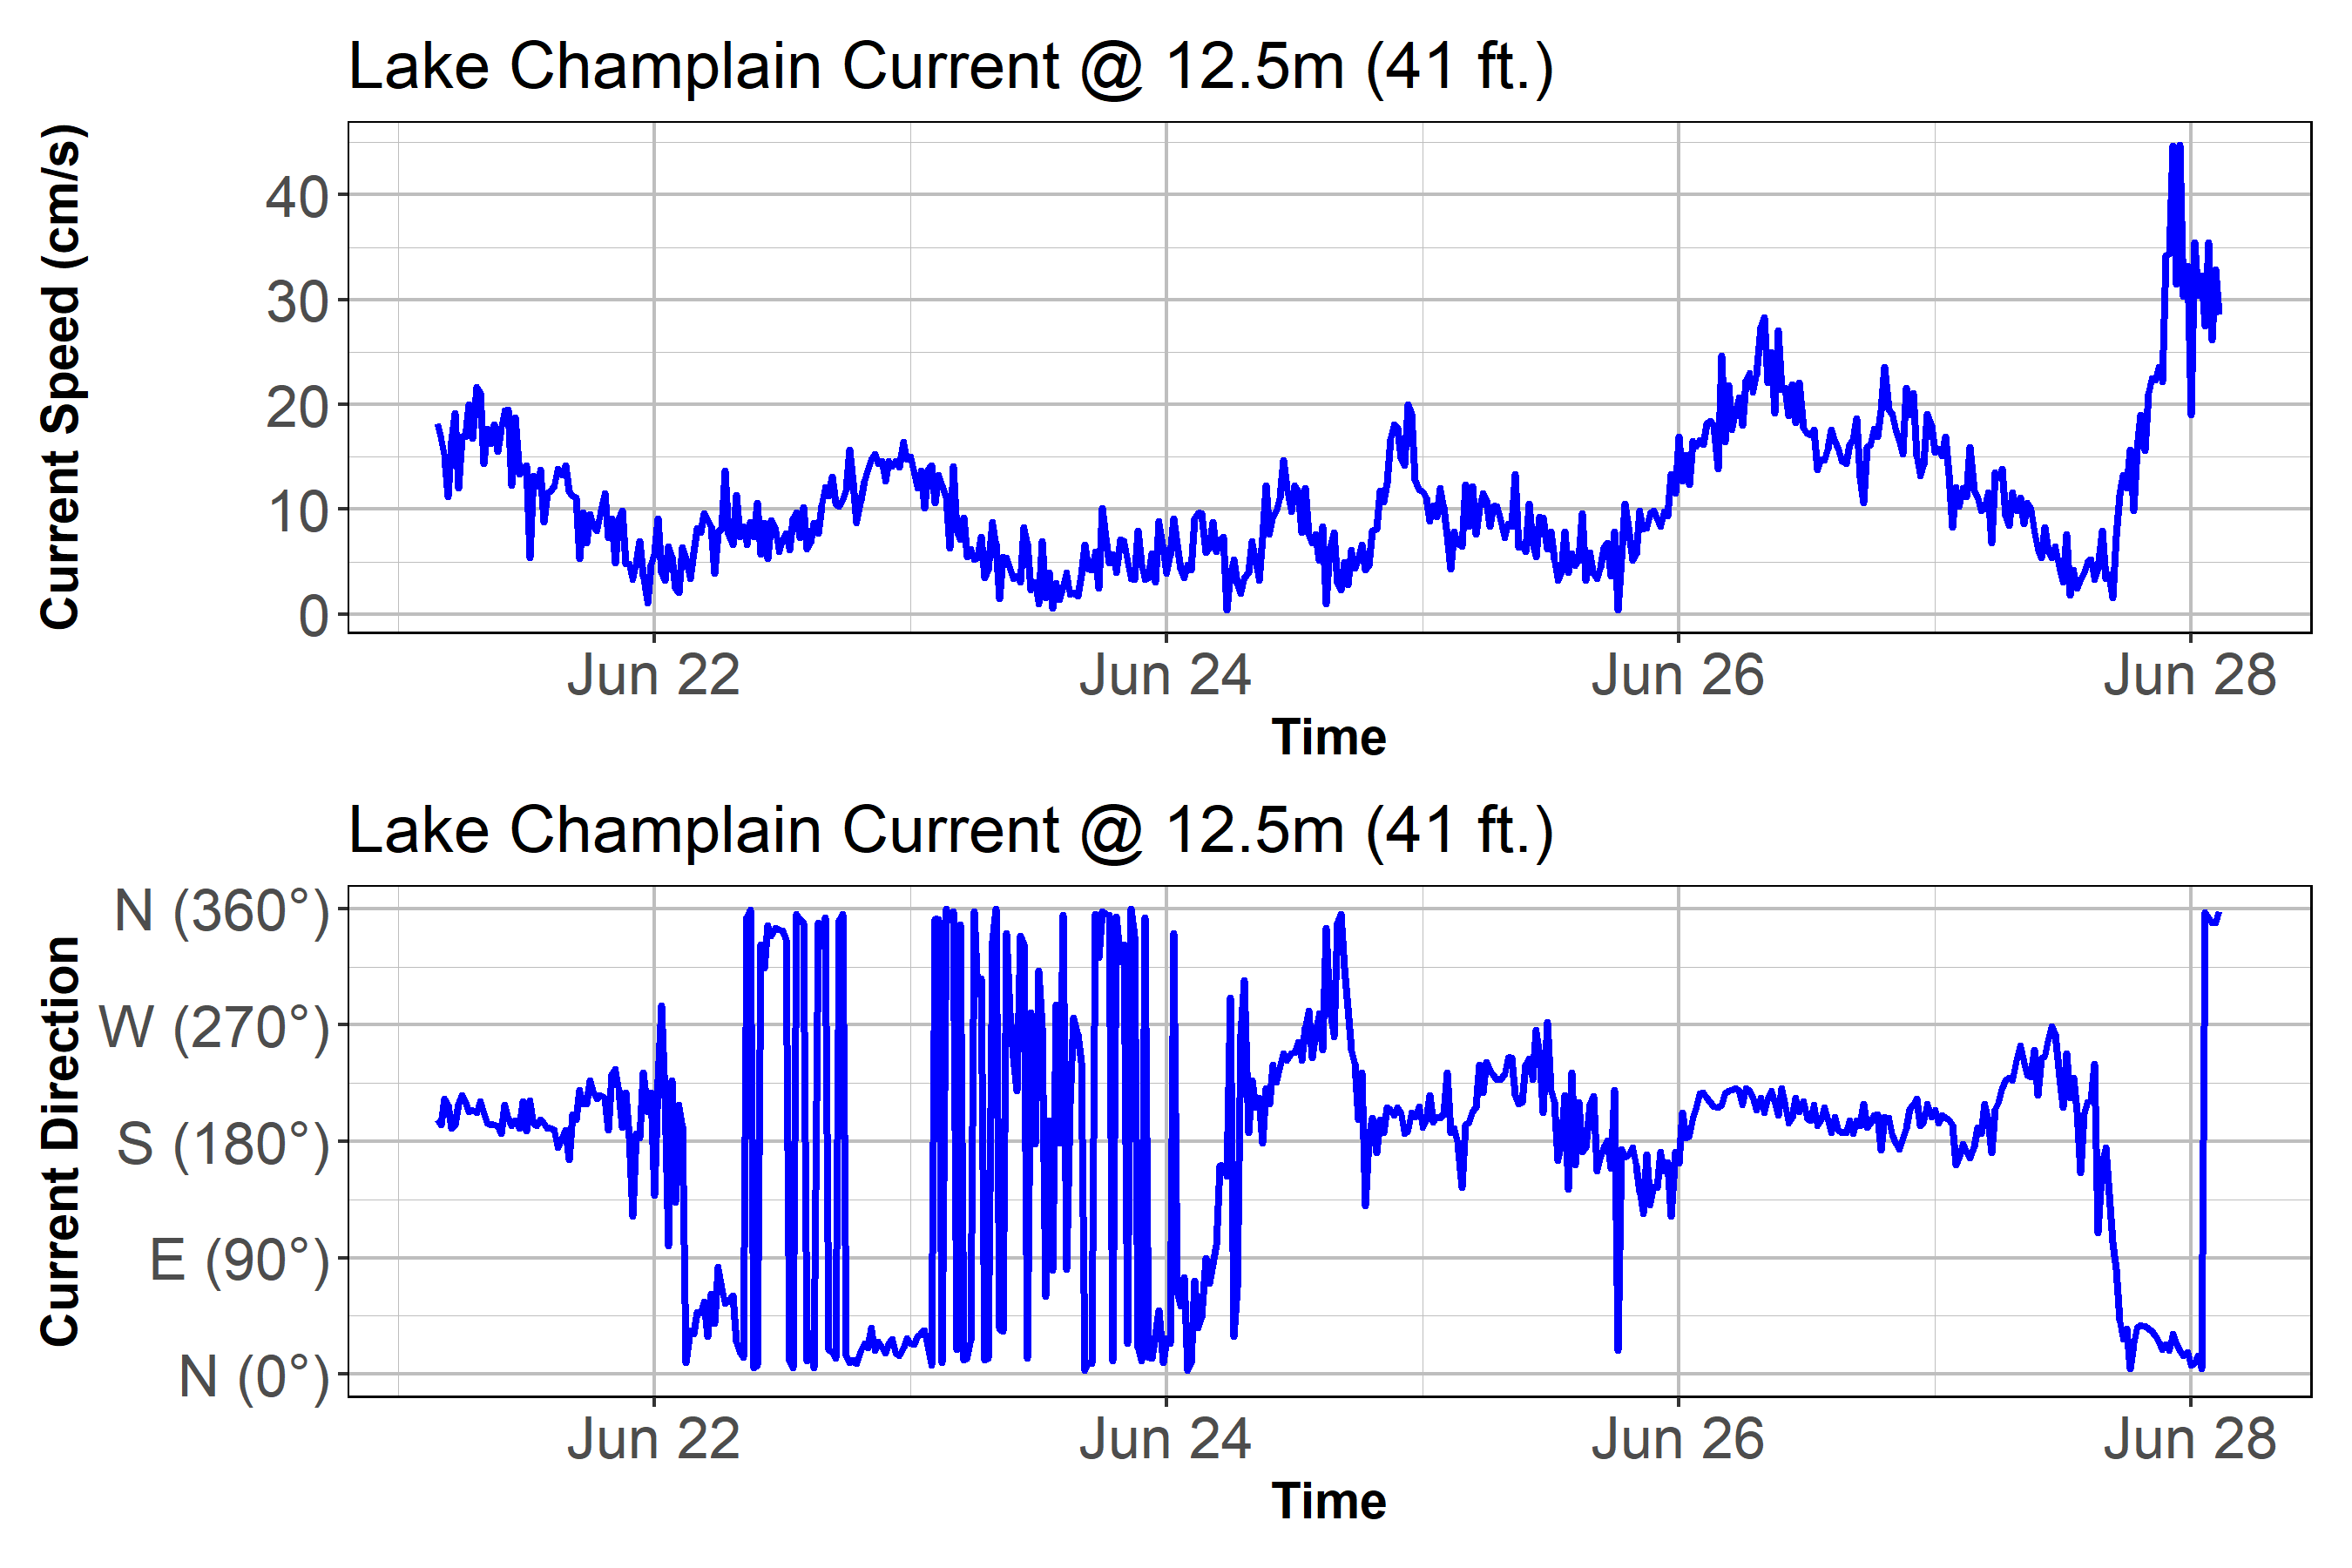 Lake Champlain Current @ 12.5m (41 ft.)
Current Speed (cm/s)
40
30
20
10
0
Jun 22
Jun 24
Jun 26
Jun 28
Time
Lake Champlain Current @ 12.5m (41 ft.)
Current Direction
N (360°)
W (270°)
S (180°)
E (90°)
N (0°)
Jun 22
Jun 24
Jun 26
Jun 28
Time